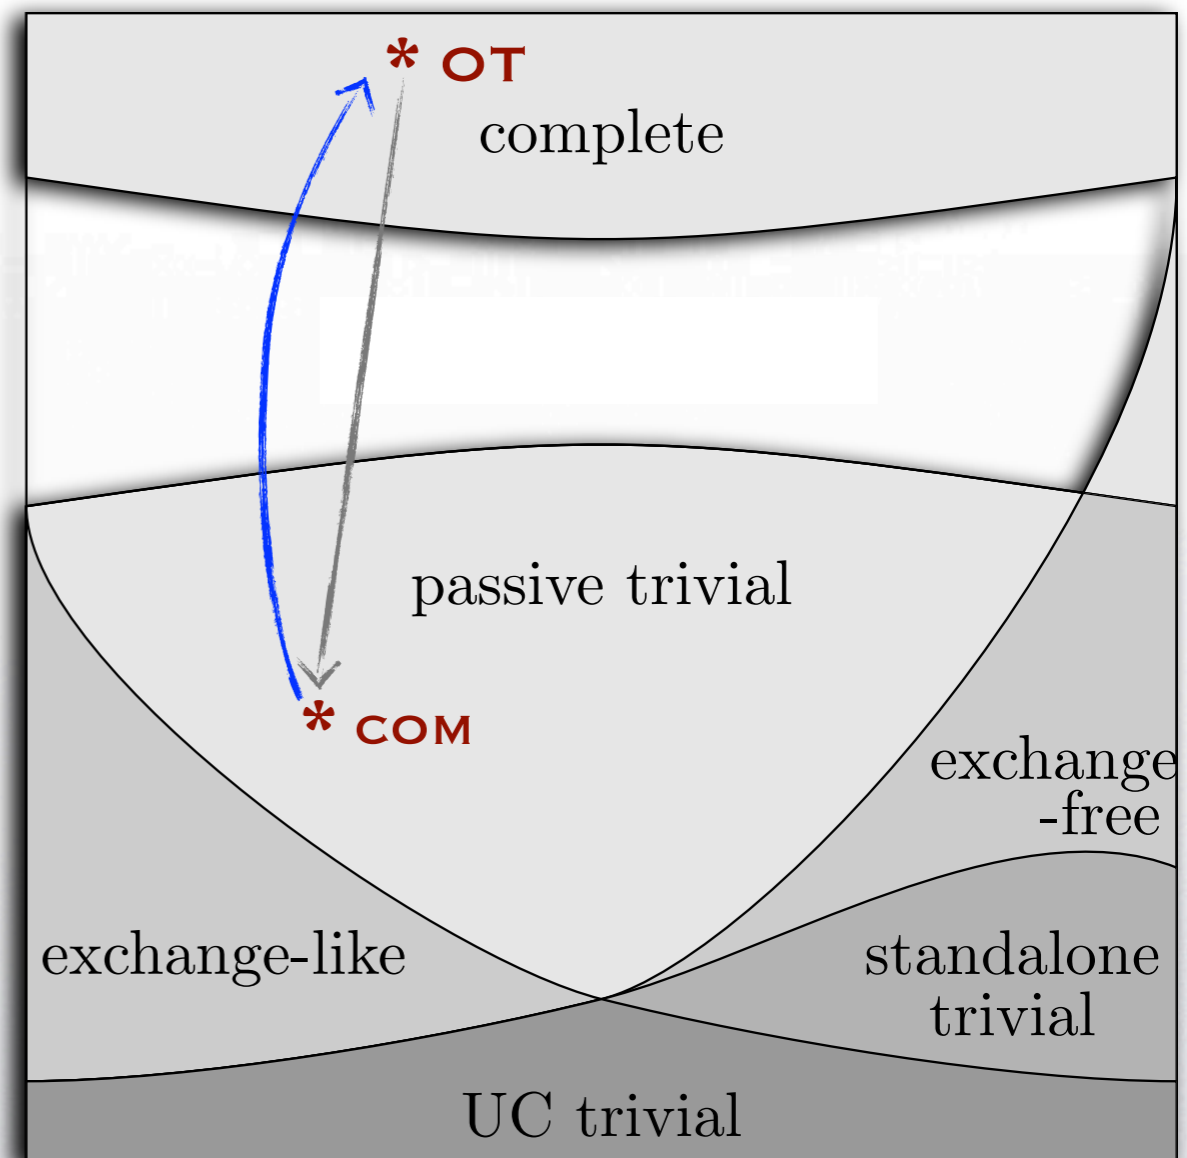 * OT
complete
passive trivial
* COM
exchange
-free
exchange-like
standalone
trivial
UC trivial